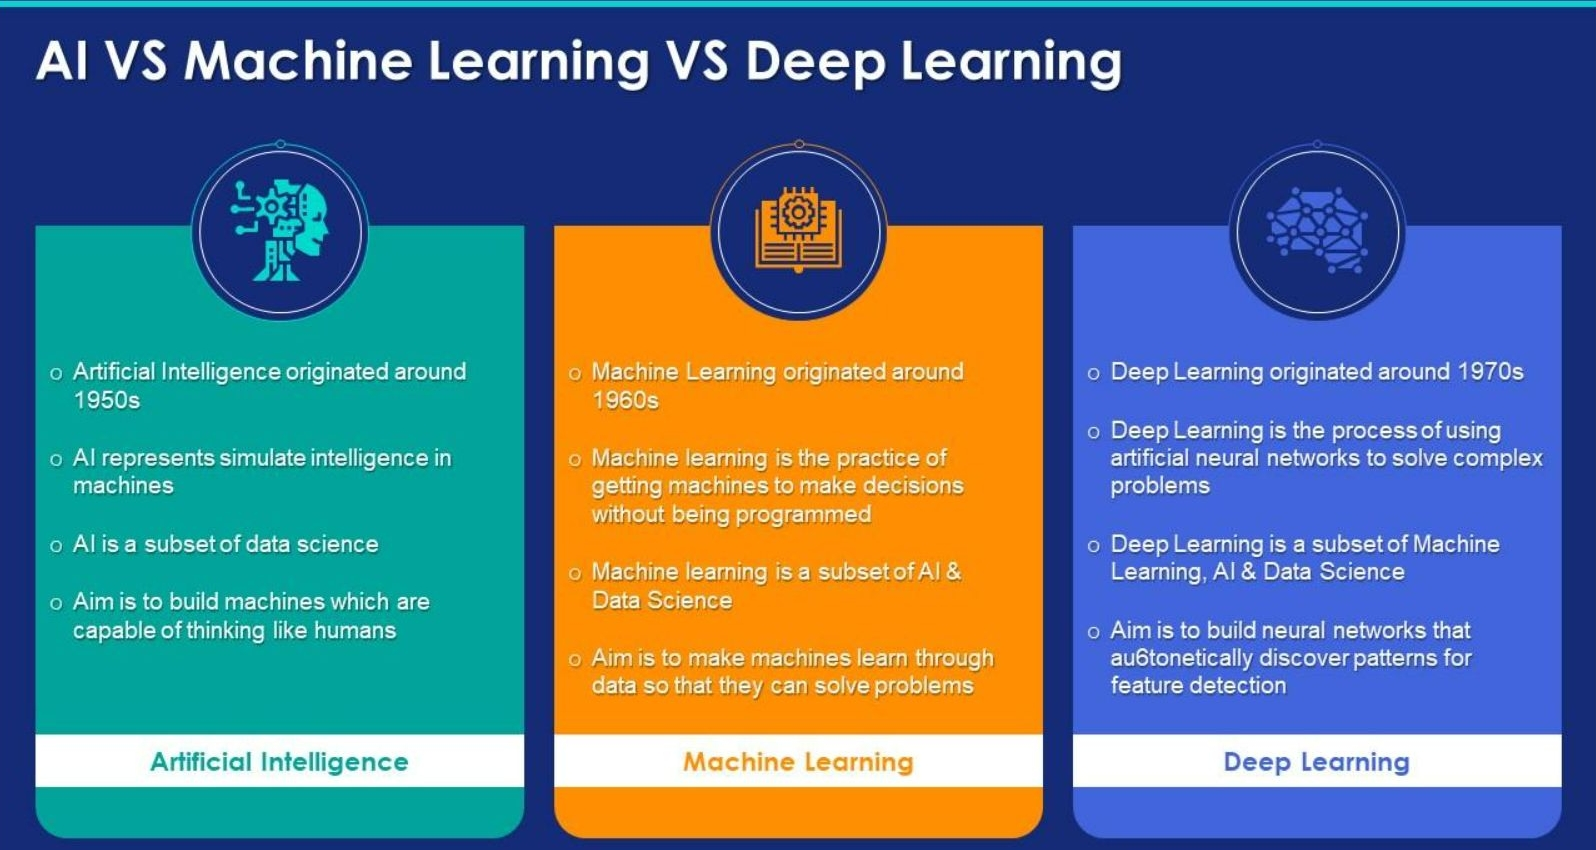 AI VS Machine Learning VS Deep Learning
o Artificial Intelligence originated around
1950s
o AI represents simulate intelligence in
machines
o AI is a subset of data science
o Aim is to build machines which are
capable of thinking like humans
Artificial Intelligence
o Machine Learning originated around
1960s
o Machine learning is the practice of
getting machines to make decisions
without being programmed
o Machine learning is a subset of AI &
Data Science
o Aim is to make machines learn through
data so that they can solve problems
Machine Learning
o Deep Learning originated around 1970s
o Deep Learning is the process of using
artificial neural networks to solve complex
problems
o Deep Learning is a subset of Machine
Learning, AI & Data Science
o Aim is to build neural networks that
au6tonetically discover patterns for
feature detection
Deep Learning